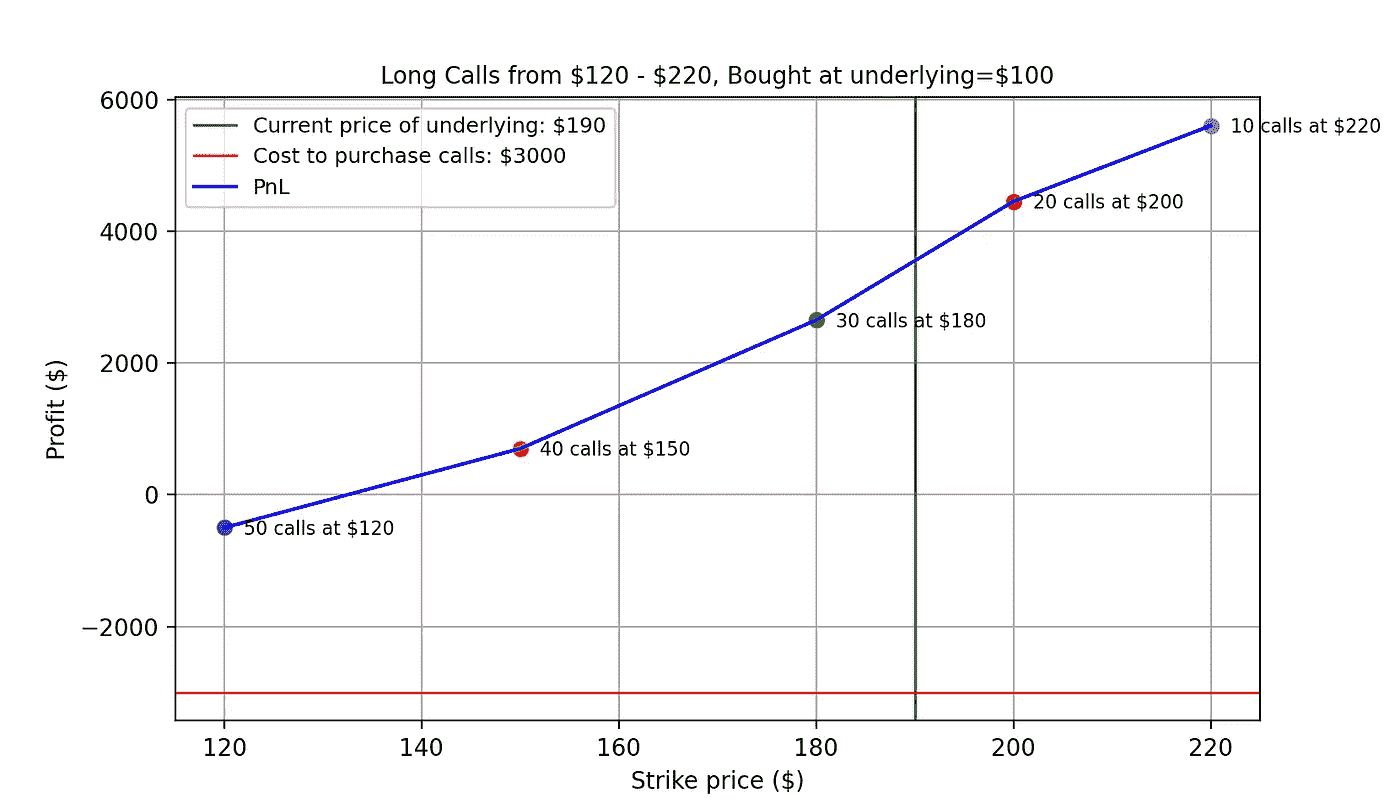 Long Calls from $120 - $220, Bought at underlying=$100
6000
Current price of underlying: $190
Cost to purchase calls: $3000
PnL
10 calls at $220
20 calls at $200
4000
30 calls at $180
2000
Profit ($)
40 calls at $150
0
50 calls at $120
−2000
120 140 160 180 200 220
Strike price ($)